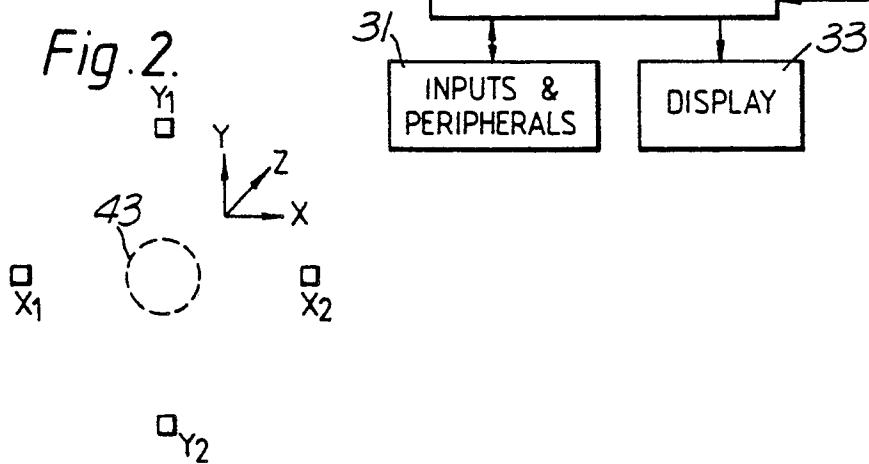 Fig.2.
31
33
INPUTS &
PERIPHERALS
DISPLAY
Y1
Y
Z
X
43
X1
X2
Y2